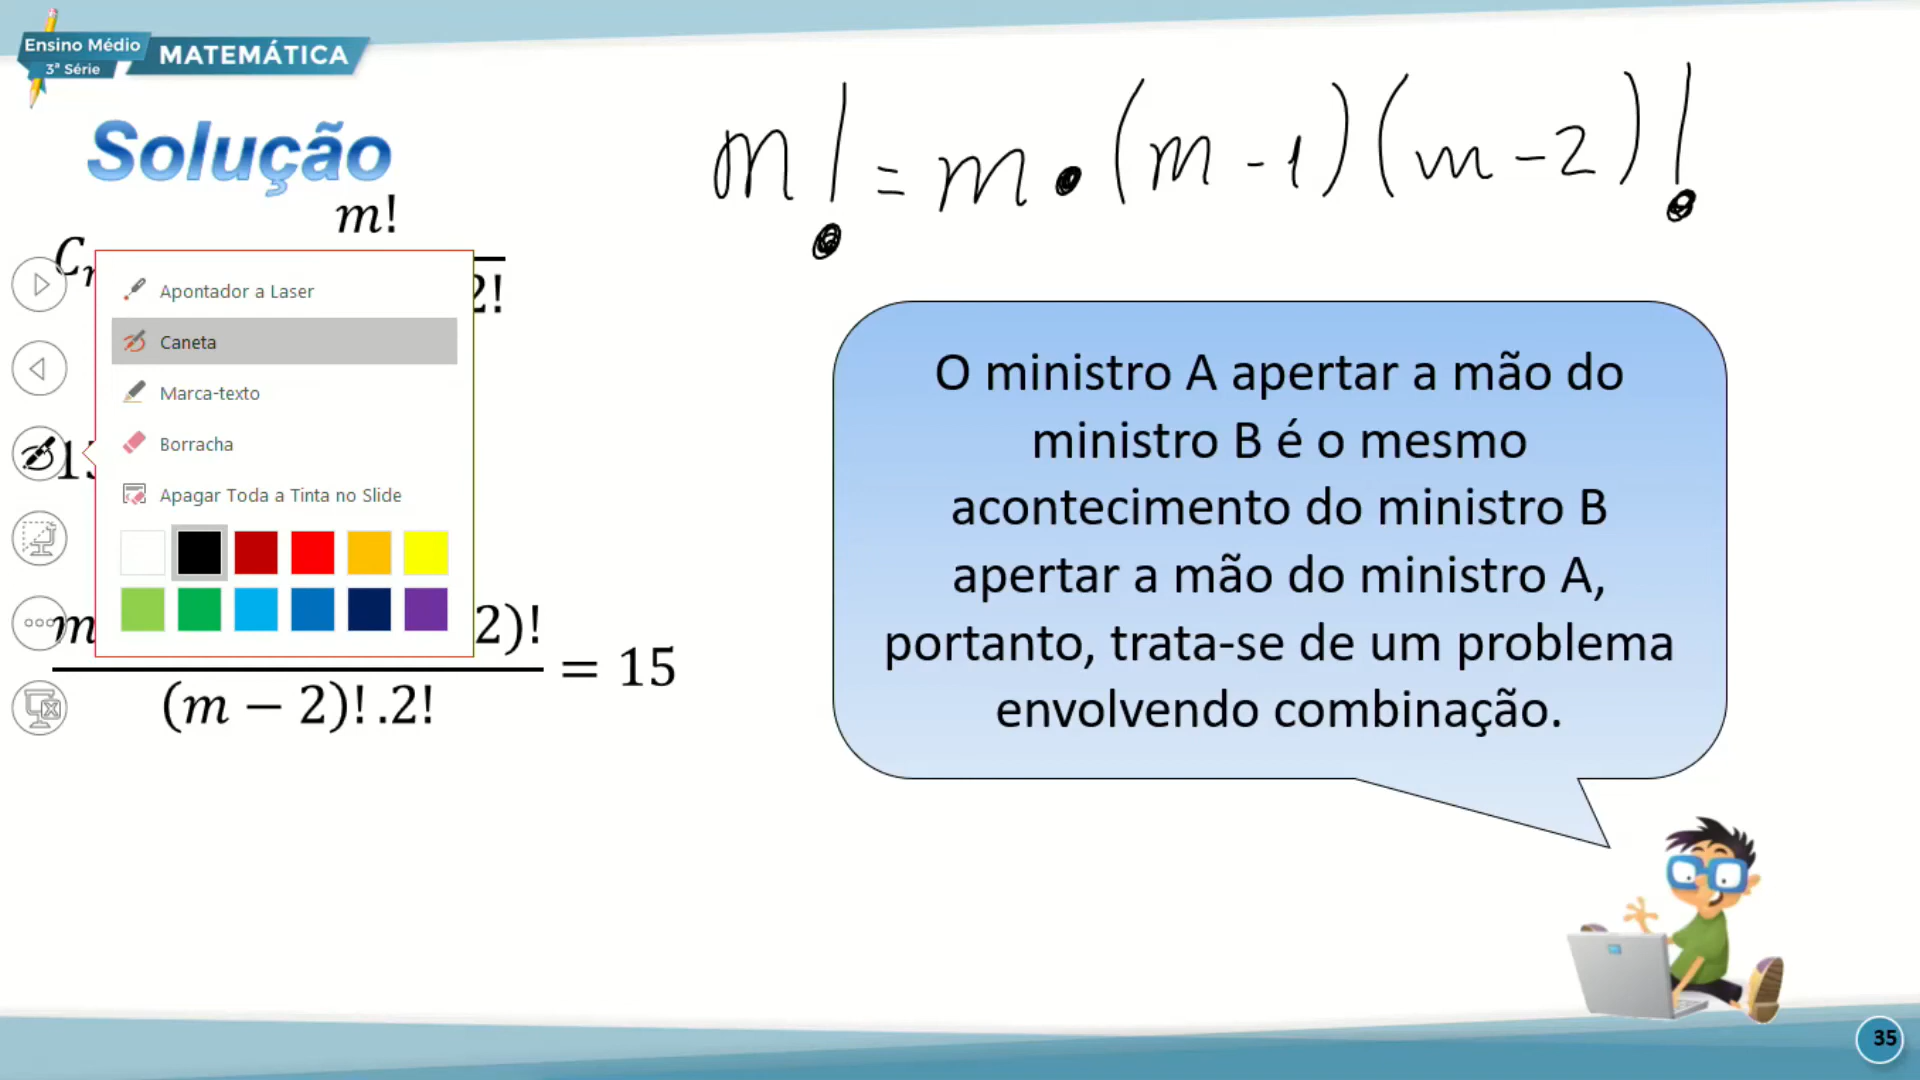 Ensino Médio
3ª Série
MATEMÁTICA
m! = m • (m - 1)(m - 2)!
Solução
m!
2!
Apontador a Laser
Caneta
Marca-texto
Borracha
Apagar Toda a Tinta no Slide
m
2)!
= 15
(m − 2)! .2!
O ministro A apertar a mão do
ministro B é o mesmo
acontecimento do ministro B
apertar a mão do ministro A,
portanto, trata-se de um problema
envolvendo combinação.
35